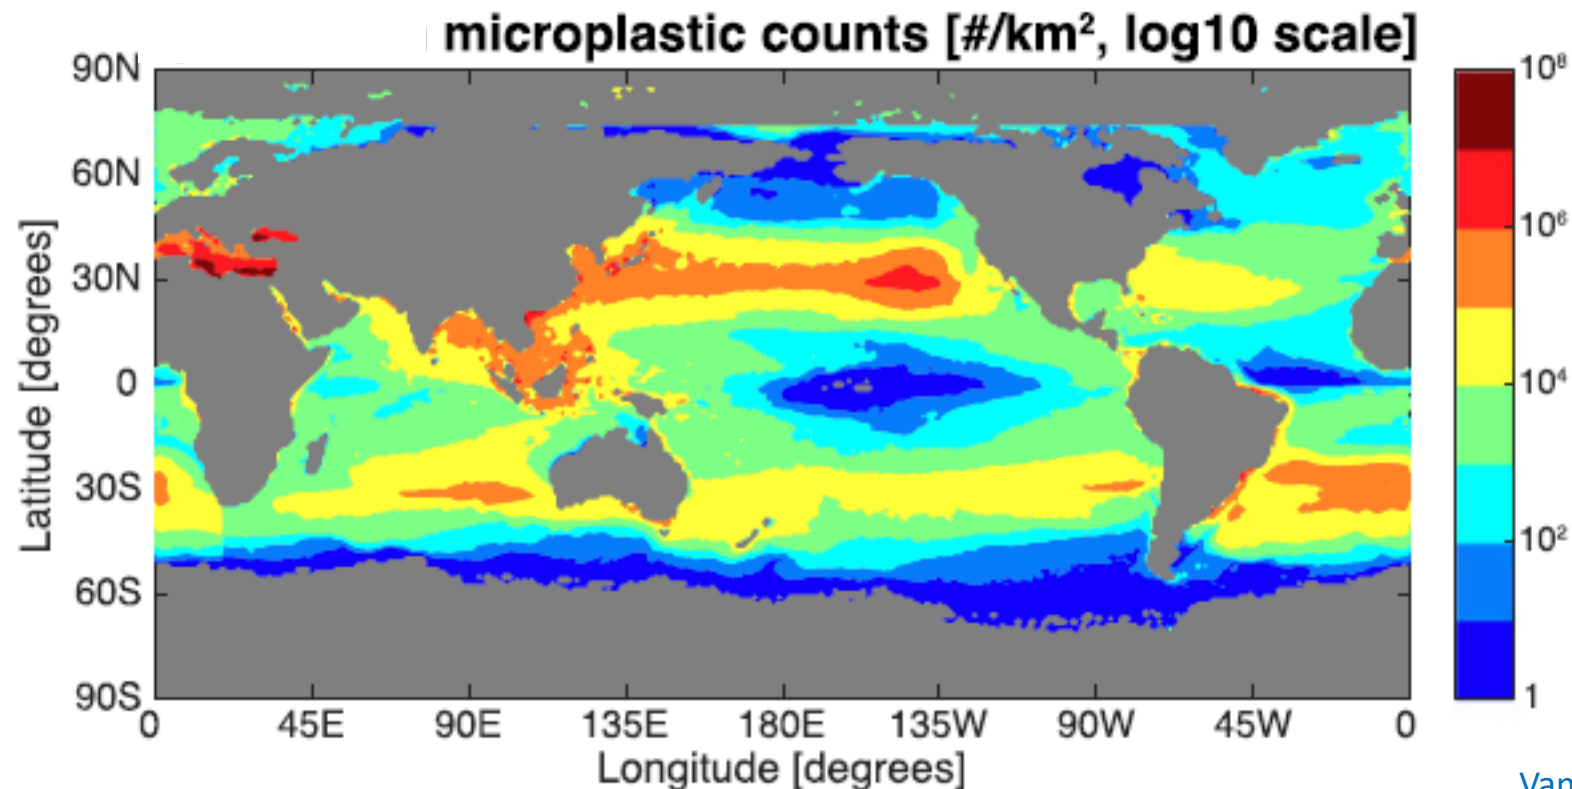 microplastic counts [#/km², log10 scale]
90N
60N
30N
0
30S
60S
90S
Latitude [degrees]
0 45E 90E 135E 180E 135W 90W 45W 0
Longitude [degrees]
10⁸
10⁶
10⁴
10²
1
Van